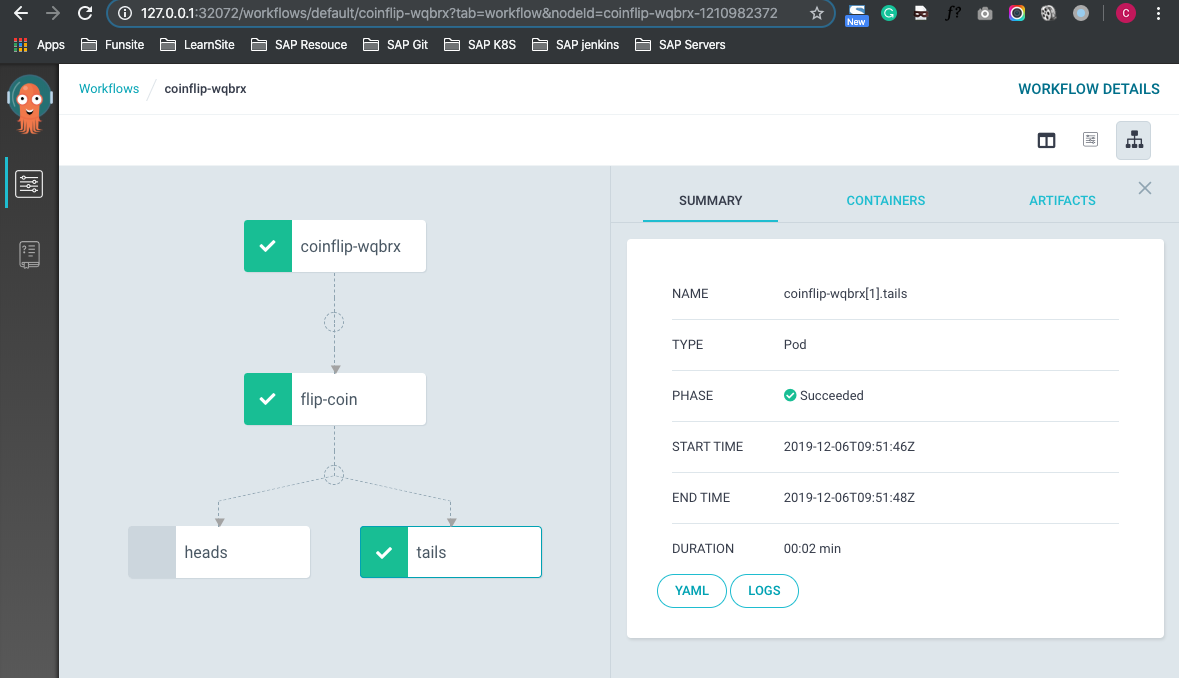 127.0.0.1:32072/workflows/default/coinflip-wqbrx?tab=workflow&nodeId=coinflip-wqbrx-1210982372
New
G
f?
C
Apps Funsite LearnSite SAP Resouce SAP Git SAP K8S SAP jenkins SAP Servers
Workflows / coinflip-wqbrx WORKFLOW DETAILS
SUMMARY CONTAINERS ARTIFACTS
coinflip-wqbrx
flip-coin
heads
tails
NAME coinflip-wqbrx[1].tails
TYPE Pod
PHASE Succeeded
START TIME 2019-12-06T09:51:46Z
END TIME 2019-12-06T09:51:48Z
DURATION 00:02 min
YAML LOGS